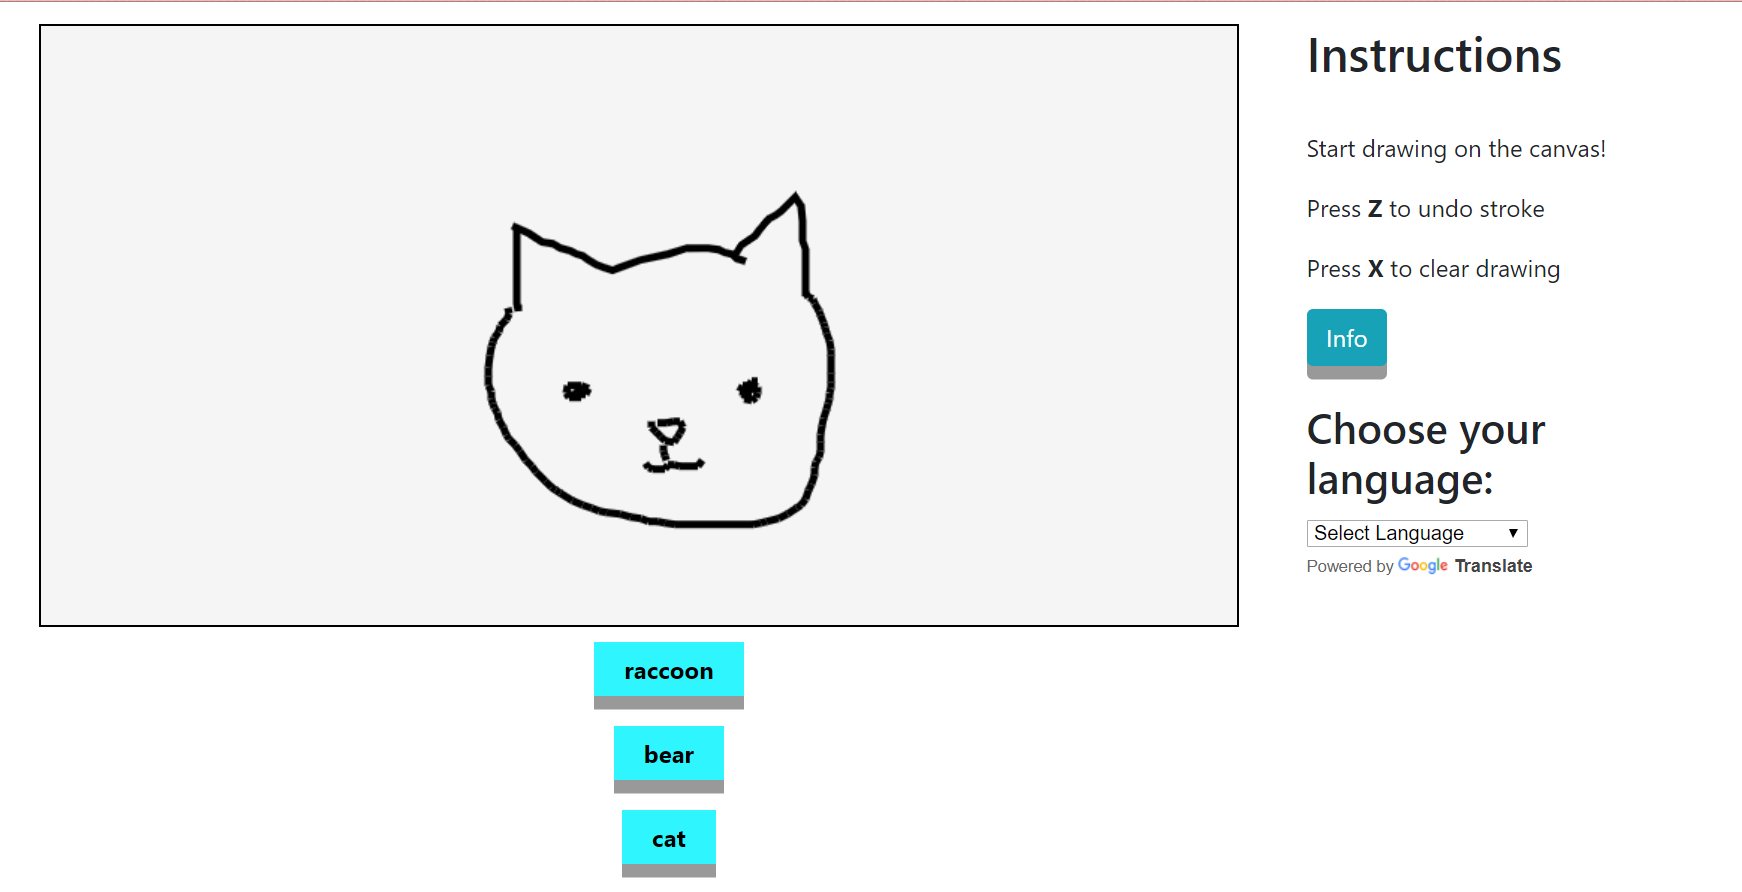 Instructions
Start drawing on the canvas!
Press Z to undo stroke
Press X to clear drawing
Info
Choose your
language:
Select Language
Powered by Google Translate
raccoon
bear
cat